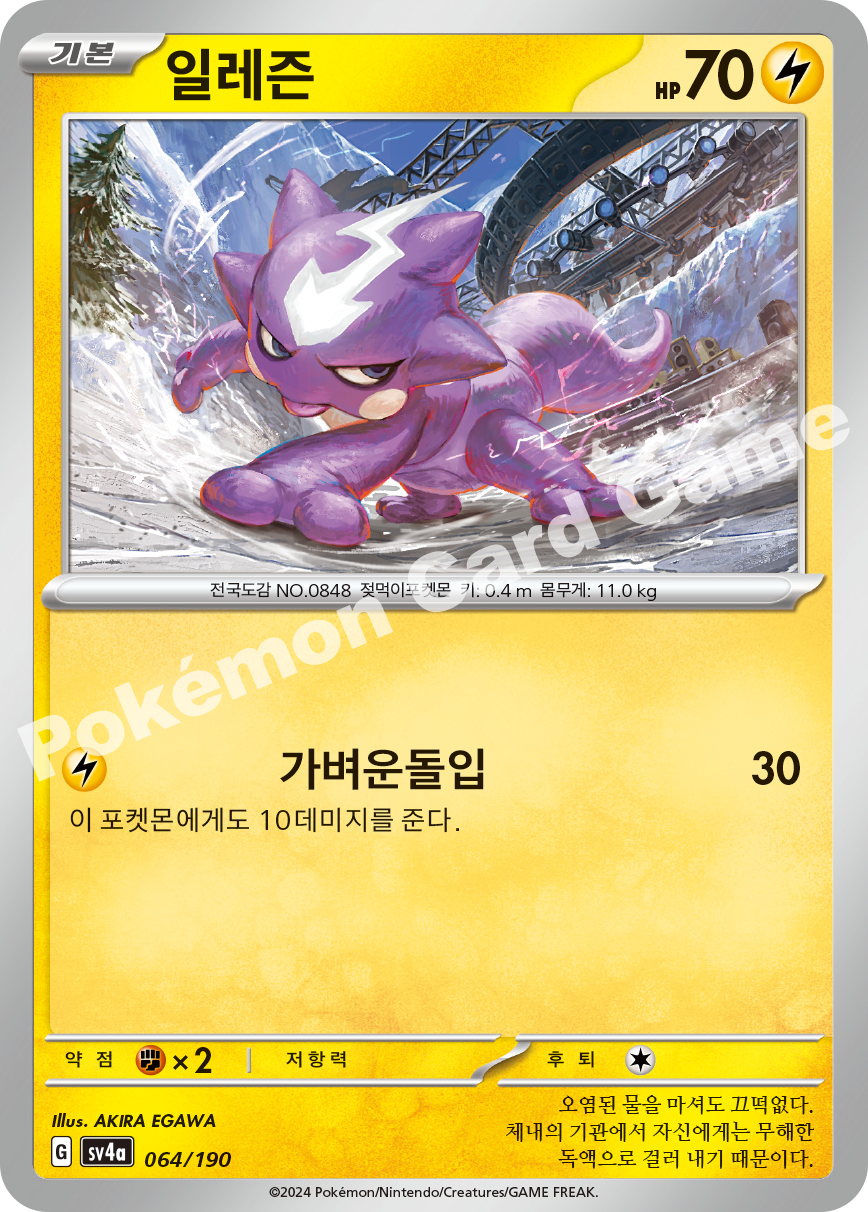 기본
일레즌
HP 70
전국도감 NO.0848 젖먹이포켓몬 키: 0.4 m 몸무게: 11.0 kg
Pokémon Card Game
가벼운돌입 30
이 포켓몬에게도 10데미지를 준다.
약점 ×2 저항력 후퇴
오염된 물을 마셔도 끄떡없다.
체내의 기관에서 자신에게는 무해한
독액으로 걸러 내기 때문이다.
Illus. AKIRA EGAWA
G sv4a 064/190
©2024 Pokémon/Nintendo/Creatures/GAME FREAK.